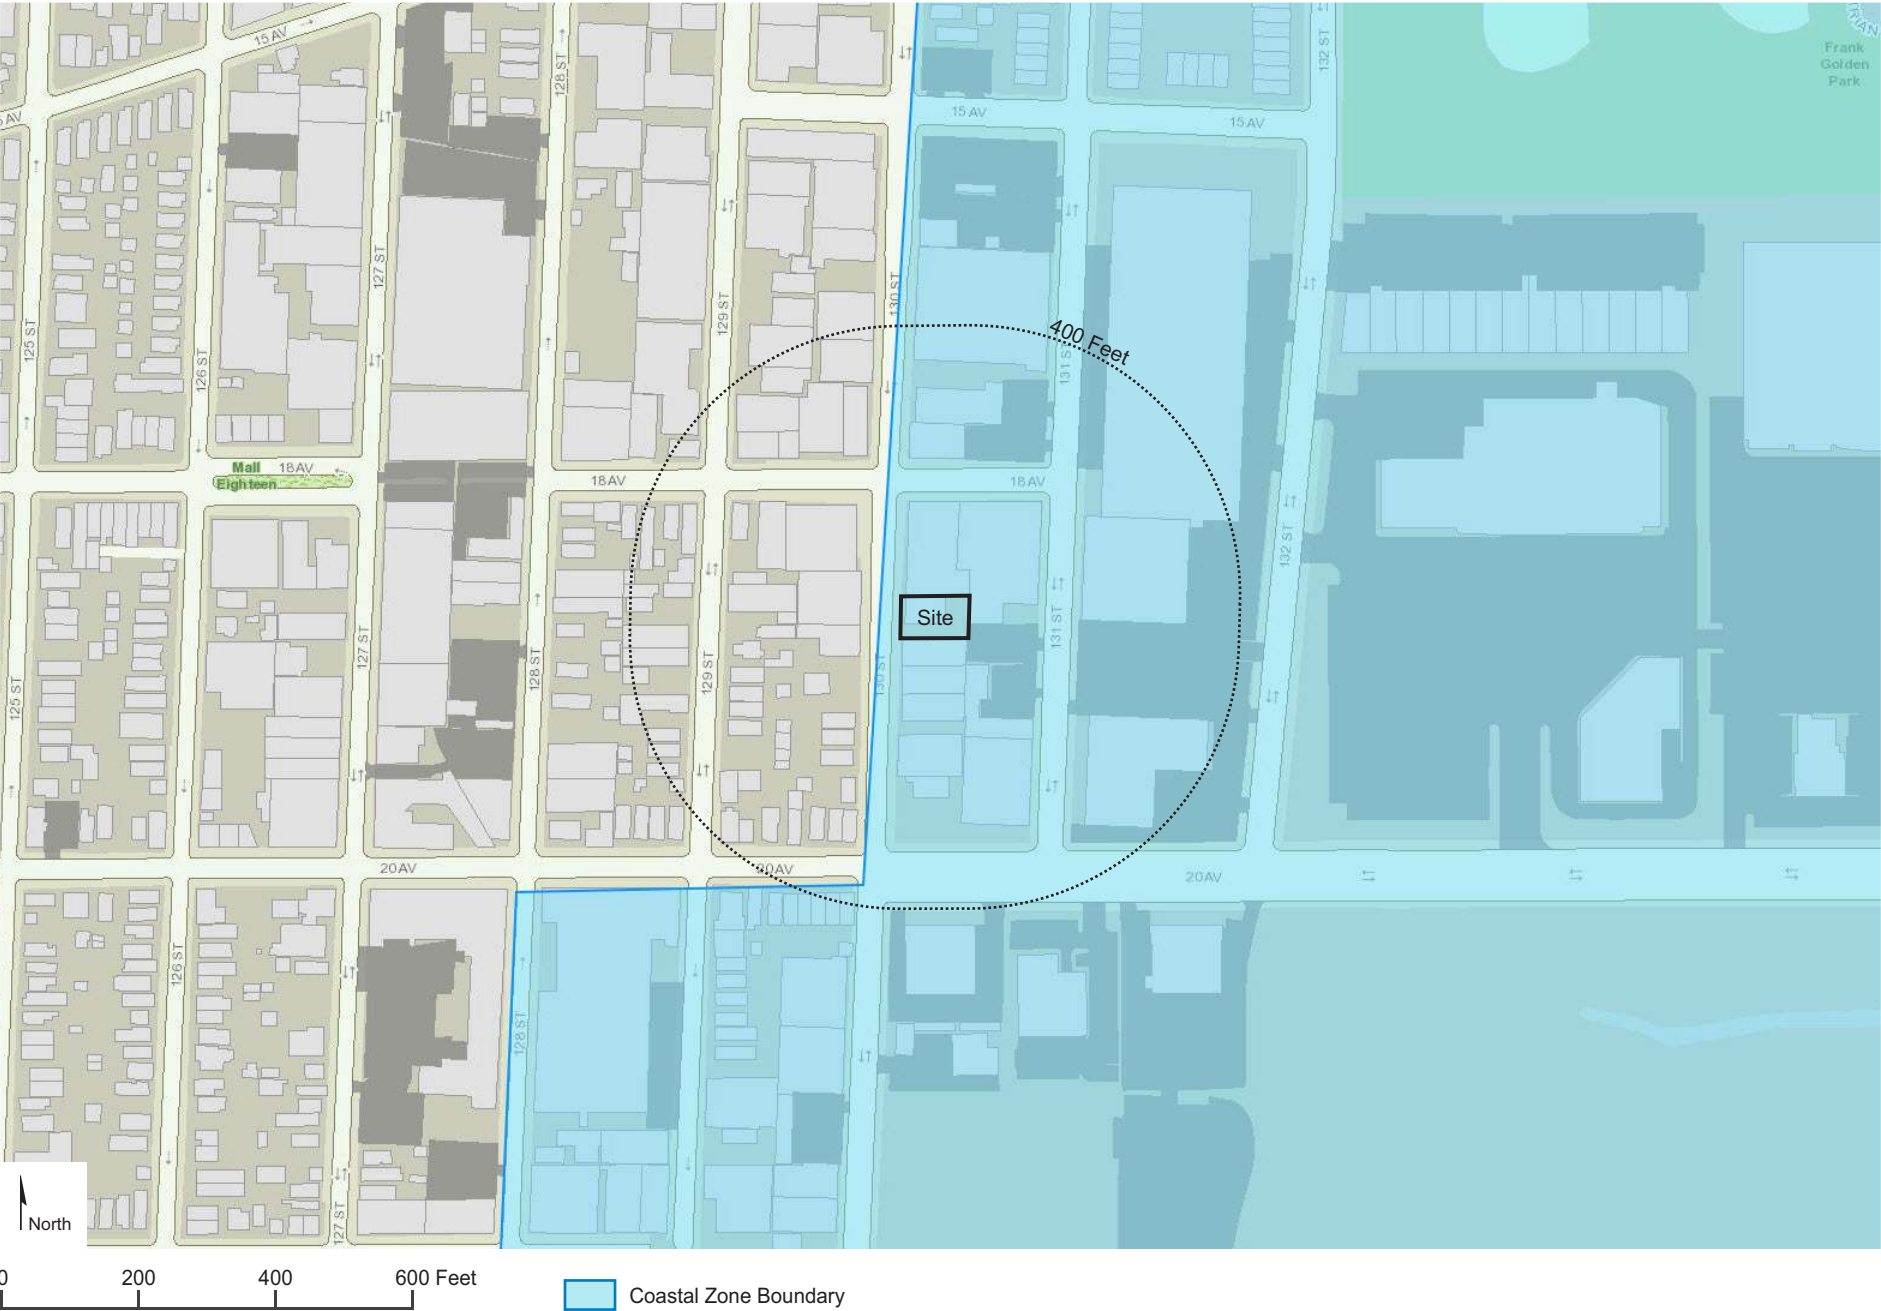 15 AV
128 ST
132 ST
TRIAN
Frank
Golden
Park
AV
15 AV
15 AV
127 ST
129 ST
130 ST
125 ST
126 ST
400 Feet
131 ST
Mall
18 AV
Eighteen
18 AV
18 AV
132 ST
Site
131 ST
127 ST
128 ST
129 ST
130 ST
125 ST
20 AV
20 AV
20 AV
126 ST
128 ST
127 ST
North
0
200
400
600 Feet
Coastal Zone Boundary